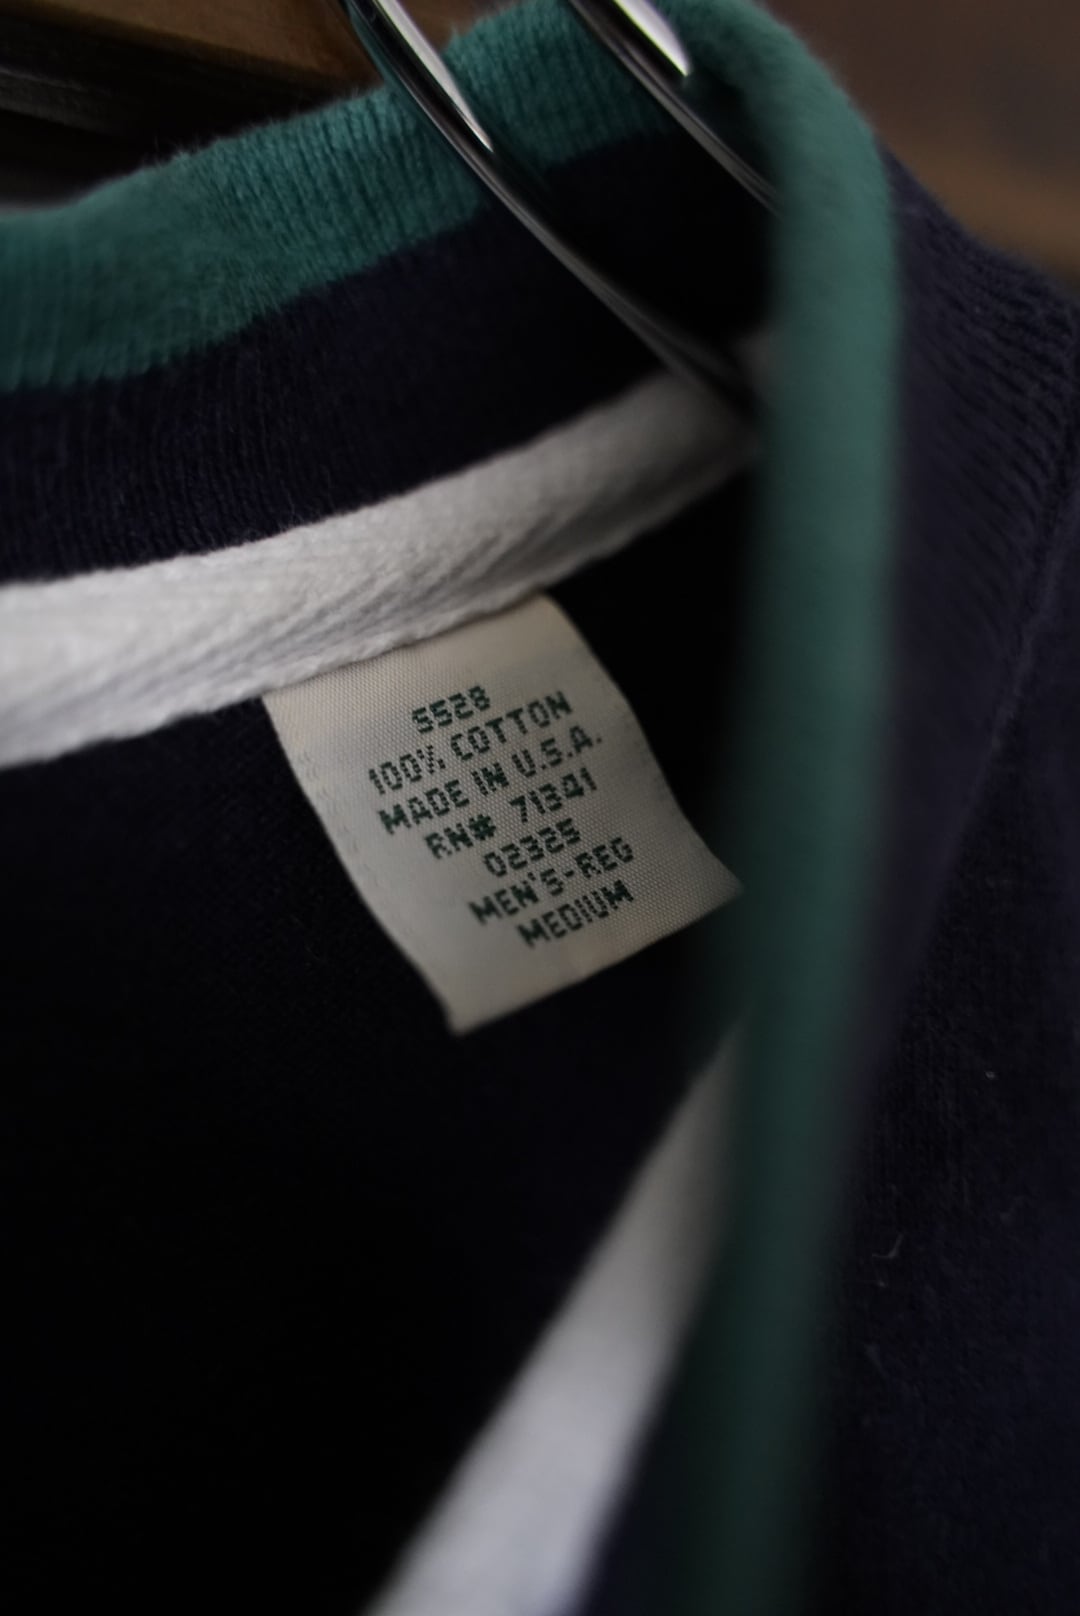 5528
100% COTTON
MADE IN U.S.A.
RN# 71341
02325
MEN'S-REG
MEDIUM